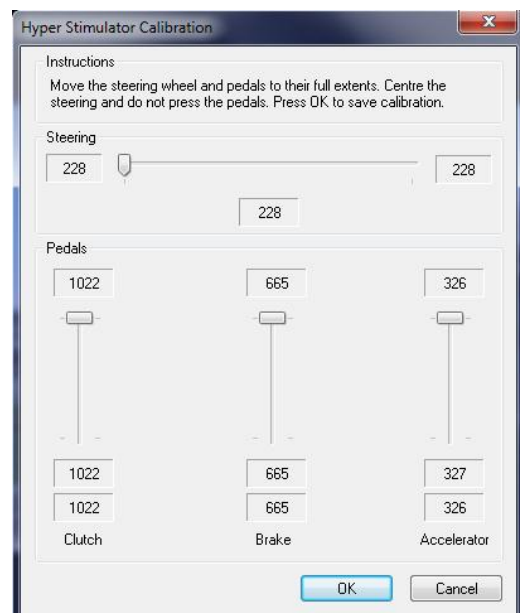 Hyper Stimulator Calibration
Instructions
Move the steering wheel and pedals to their full extents. Centre the
steering and do not press the pedals. Press OK to save calibration.
Steering
228 228
228
Pedals
1022 665 326
1022 665 327
1022 665 326
Clutch Brake Accelerator
OK Cancel